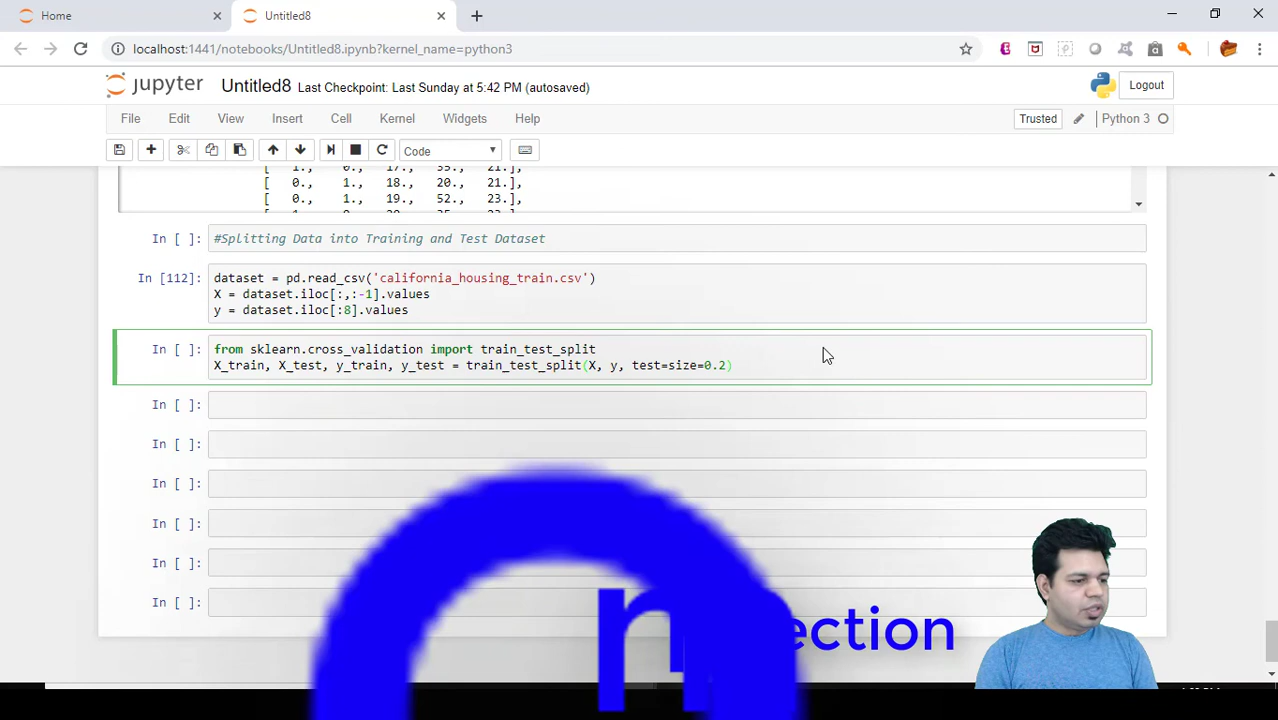 Home
Untitled8
localhost:1441/notebooks/Untitled8.ipynb?kernel_name=python3
jupyter Untitled8 Last Checkpoint: Last Sunday at 5:42 PM (autosaved)
Logout
File Edit View Insert Cell Kernel Widgets Help
Trusted
Python 3
Code
[ 0., 1., 18., 20., 21.],
[ 0., 1., 19., 52., 23.],
In [ ]: #Splitting Data into Training and Test Dataset
In [112]: dataset = pd.read_csv('california_housing_train.csv')
X = dataset.iloc[:,:-1].values
y = dataset.iloc[:8].values
In [ ]: from sklearn.cross_validation import train_test_split
X_train, X_test, y_train, y_test = train_test_split(X, y, test=size=0.2)
In [ ]:
In [ ]:
In [ ]:
In [ ]:
In [ ]:
In [ ]: